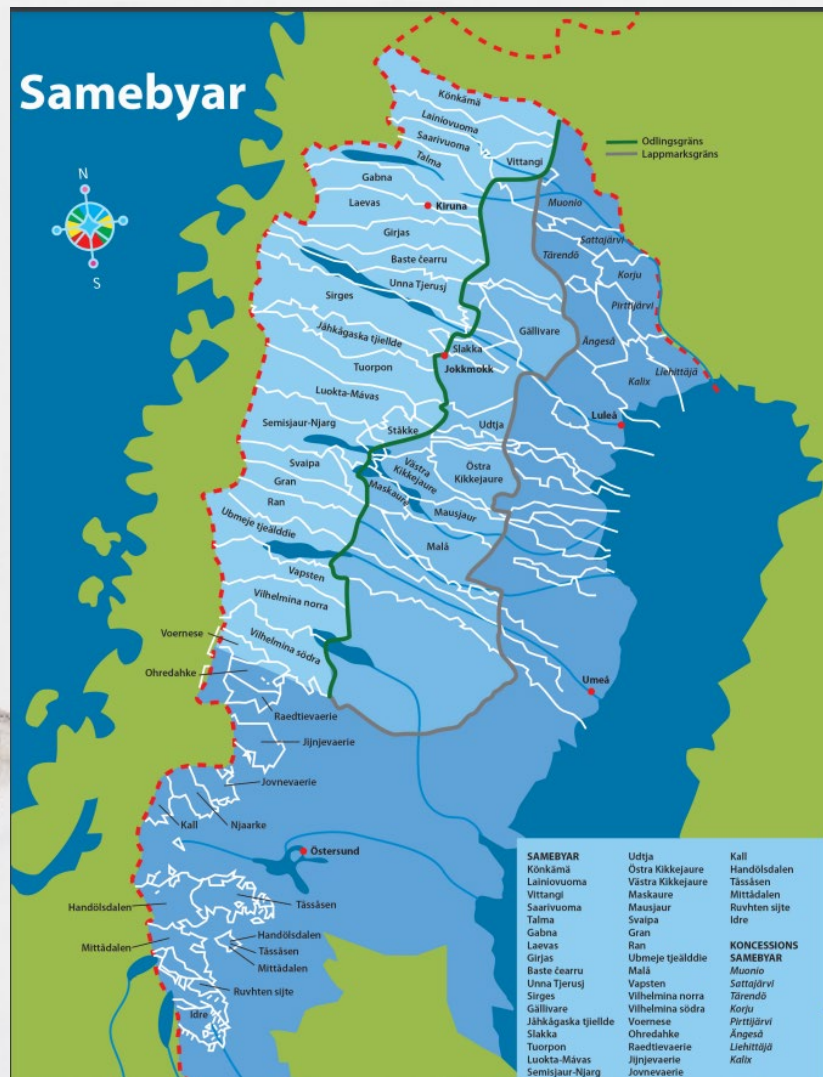 Samebyar
N
S
Odlingsgräns
Lappmarksgräns
Könkämä
Lainiovuoma
Saarivuoma
Talma
Vittangi
Gabna
Laevas
Kiruna
Muonio
Girjas
Sattajärvi
Tärendö
Baste čearru
Korju
Unna Tjerusj
Sirges
Pirttijärvi
Gällivare
Jåhkågaska tjiellde
Slakka
Ängeså
Jokkmokk
Liehittäjä
Tuorpon
Kalix
Luokta-Mávas
Luleå
Semisjaur-Njarg
Ståkke
Udtja
Svaipa
Västra
Kikkejaure
Östra
Kikkejaure
Gran
Maskaure
Ran
Mausjaur
Ubmeje tjeälddie
Malå
Vapsten
Vilhelmina norra
Voernese
Vilhelmina södra
Ohredahke
Umeå
Raedtievaerie
Jijnjevaerie
Jovnevaerie
Kall
Njaarke
Östersund
Handölsdalen
Tässåsen
Mittådalen
Handölsdalen
Tässåsen
Mittådalen
Ruvhten sijte
Idre
SAMEBYAR
Könkämä
Lainiovuoma
Vittangi
Saarivuoma
Talma
Gabna
Laevas
Girjas
Baste čearru
Unna Tjerusj
Sirges
Gällivare
Jåhkågaska tjiellde
Slakka
Tuorpon
Luokta-Mávas
Semisjaur-Njarg
Udtja
Östra Kikkejaure
Västra Kikkejaure
Maskaure
Mausjaur
Svaipa
Gran
Ran
Ubmeje tjeälddie
Malå
Vapsten
Vilhelmina norra
Vilhelmina södra
Voernese
Ohredahke
Raedtievaerie
Jijnjevaerie
Jovnevaerie
Kall
Handölsdalen
Tässåsen
Mittådalen
Ruvhten sijte
Idre
KONCESSIONS
SAMEBYAR
Muonio
Sattajärvi
Tärendö
Korju
Pirttijärvi
Ängeså
Liehittäjä
Kalix